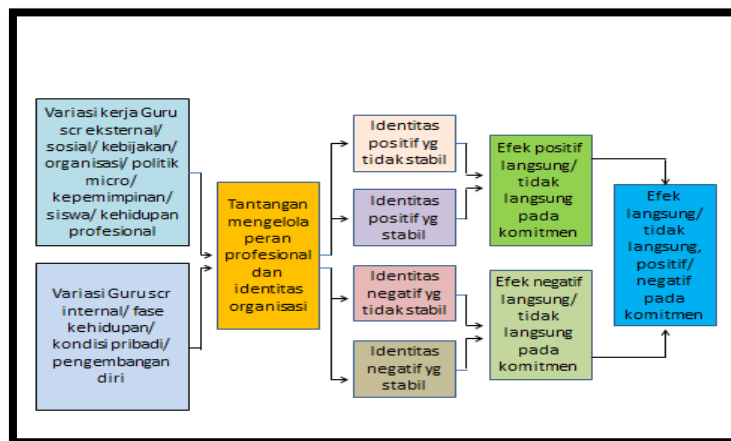 Variasi kerja Guru
scr eksternal/
sosial/ kebijakan/
organisasi/ politik
micro/
kepemimpinan/
siswa/ kehidupan
profesional
Variasi Guru scr
internal/ fase
kehidupan/
kondisi pribadi/
pengembangan
diri
Tantangan
mengelola
peran
profesional
dan
identitas
organisasi
Identitas
positif yg
tidak stabil
Identitas
positif yg
stabil
Identitas
negatif yg tidak
stabil
Identitas
negatif yg
stabil
Efek positif
langsung/
tidak
langsung
pada
komitmen
Efek negatif
langsung/
tidak
langsung
pada
komitmen
Efek
langsung/
tidak
langsung,
positif/
negatif
pada
komitmen